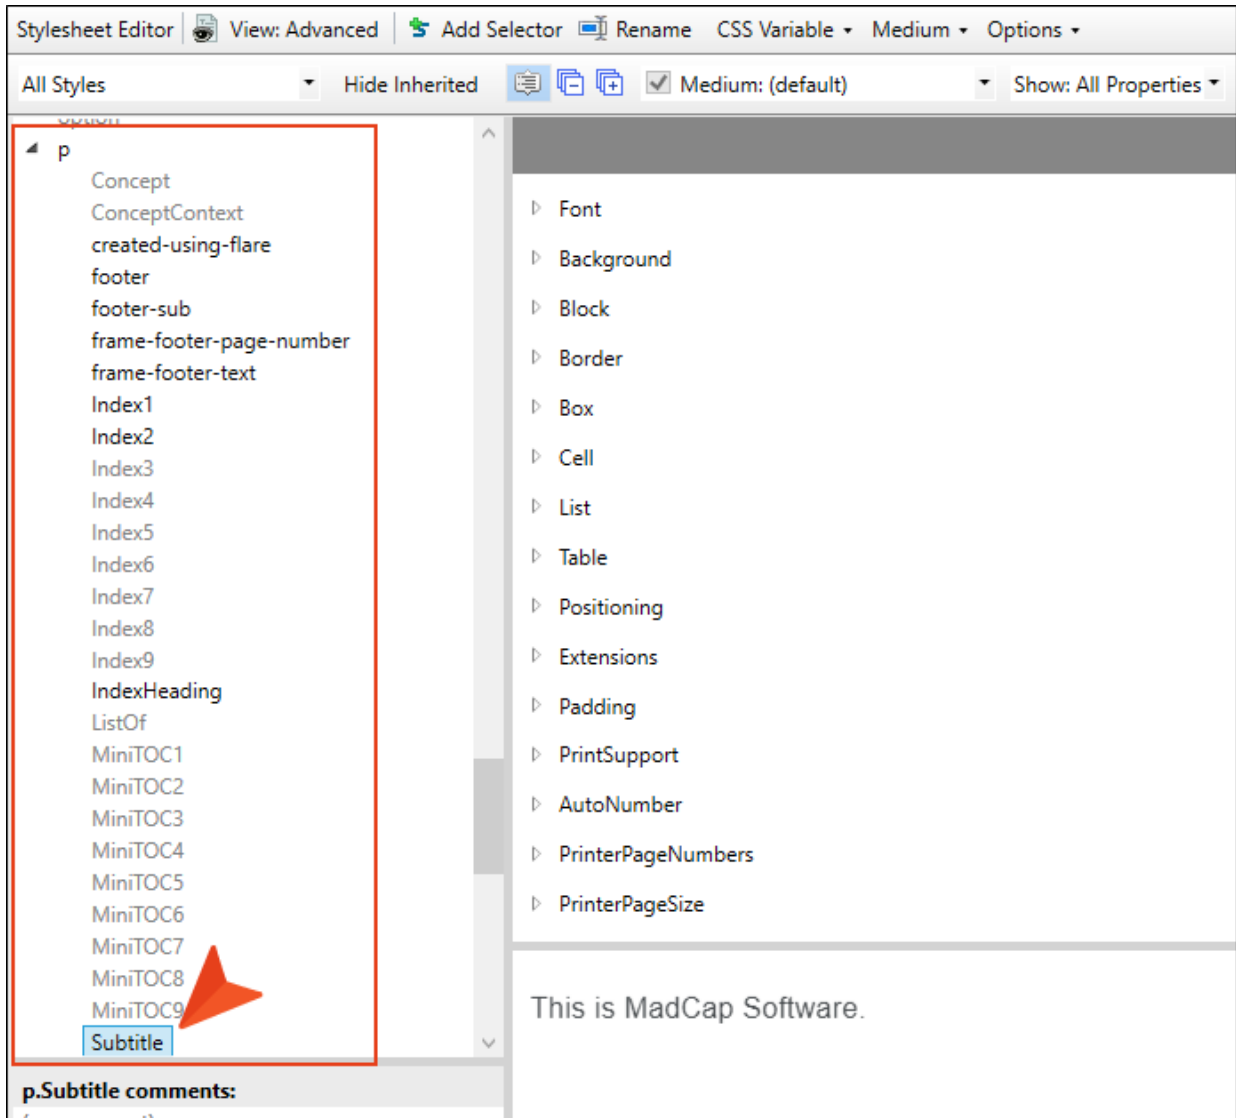 Stylesheet Editor View: Advanced Add Selector Rename CSS Variable Medium Options
All Styles Hide Inherited Medium: (default) Show: All Properties
option
p
Concept
ConceptContext
created-using-flare
footer
footer-sub
frame-footer-page-number
frame-footer-text
Index1
Index2
Index3
Index4
Index5
Index6
Index7
Index8
Index9
IndexHeading
ListOf
MiniTOC1
MiniTOC2
MiniTOC3
MiniTOC4
MiniTOC5
MiniTOC6
MiniTOC7
MiniTOC8
MiniTOC9
Subtitle
p.Subtitle comments:
Font
Background
Block
Border
Box
Cell
List
Table
Positioning
Extensions
Padding
PrintSupport
AutoNumber
PrinterPageNumbers
PrinterPageSize
This is MadCap Software.